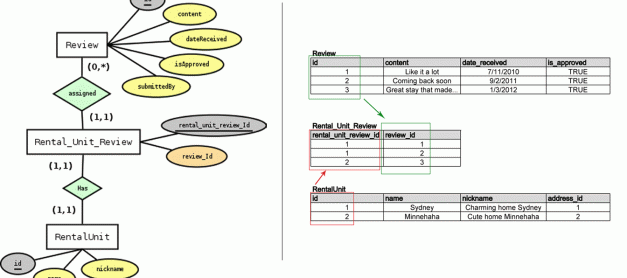 id
content
dateReceived
Review
isApproved
(0,*)
submittedBy
assigned
(1,1)
rental_unit_review_Id
Rental_Unit_Review
review_Id
(1,1)
Has
(1,1)
RentalUnit
id
nickname
Review
id content date_received is_approved
1 Like it a lot 7/11/2010 TRUE
2 Coming back soon 9/2/2011 TRUE
3 Great stay that made... 1/3/2012 TRUE
Rental_Unit_Review
rental_unit_review_id review_id
1 1
1 2
2 3
RentalUnit
id name nickname address_id
1 Sydney Charming home Sydney 1
2 Minnehaha Cute home Minnehaha 2